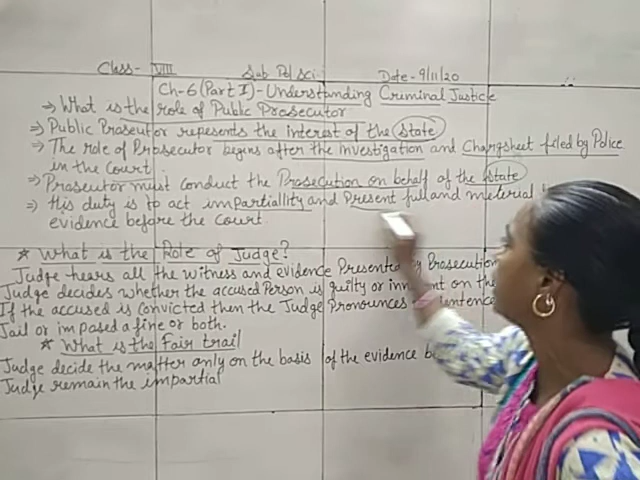 Class- VIII Sub Pol Sci. Date- 9/11/20
Ch-6 (Part I)- Understanding Criminal Justice
⇒ What is the role of Public Prosecutor
⇒ Public Proseutor repesents the interest of the state
⇒ The role of Prosecutor begins after the investigation and Chargsheet filed by Police
in the Court
⇒ Prosecutor must conduct the Prosecution on behalf of the state
⇒ His duty is to act impartiallity and Present full and meterial
evidence before the Court.
★ What is the Role of Judge?
Judge hears all the witness and evidence Presented by Prosecution
Judge decides whether the accused Person is guilty or on the
If the accused is convicted then the Judge Pronounces sentence
Jail or imposed a fine or both.
★ What is the Fair trail
Judge decide the matter only on the basis of the evidence
Judge remain the impartial